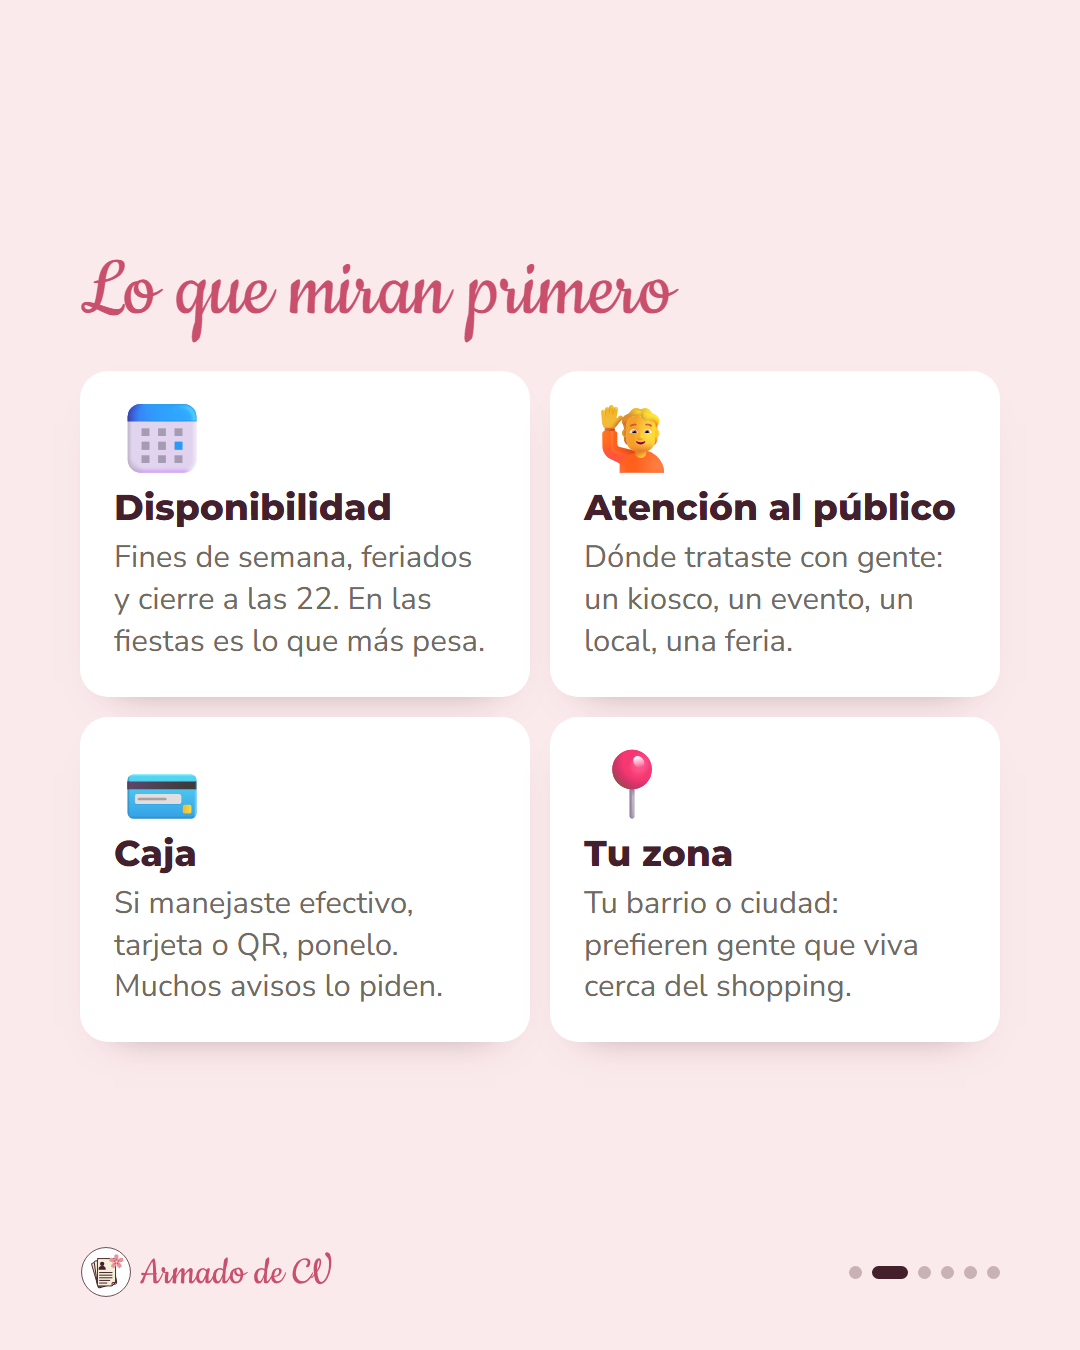 Lo que miran primero
Disponibilidad
Fines de semana, feriados
y cierre a las 22. En las
fiestas es lo que más pesa.
Atención al público
Dónde trataste con gente:
un kiosco, un evento, un
local, una feria.
Caja
Si manejaste efectivo,
tarjeta o QR, ponelo.
Muchos avisos lo piden.
Tu zona
Tu barrio o ciudad:
prefieren gente que viva
cerca del shopping.
Armado de CV